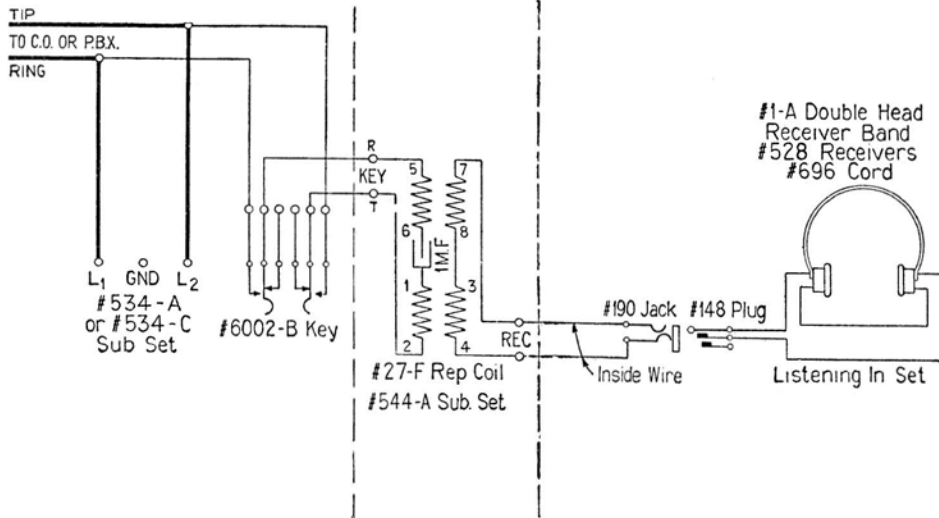 TIP
TO C.O. OR P.B.X.
RING
L1 GND L2
#534-A
or #534-C
Sub Set
#6002-B Key
R
KEY
T
5
6
1 M.F
1
2
7
8
3
4
#27-F Rep Coil
#544-A Sub. Set
REC
Inside Wire
#190 Jack
#148 Plug
#1-A Double Head
Receiver Band
#528 Receivers
#696 Cord
Listening In Set